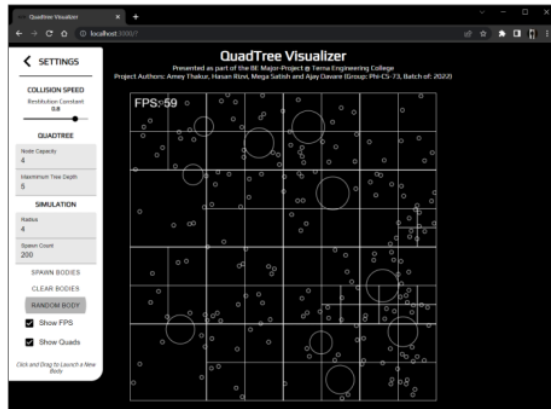 Quadtree Visualizer
localhost:3000/?
SETTINGS
COLLISION SPEED
Restitution Constant
0.8
QUADTREE
Node Capacity
4
Maximum Tree Depth
5
SIMULATION
Radius
4
Spawn Count
200
SPAWN BODIES
CLEAR BODIES
RANDOM BODY
Show FPS
Show Quads
Click and Drag to Launch a New
Body
QuadTree Visualizer
Presented as part of the BE Major-Project @ Terna Engineering College
Project Authors: Amey Thakur, Hasan Rizvi, Mega Satish and Ajay Davare (Group: Phi-CS-73, Batch of: 2022)
FPS: 59